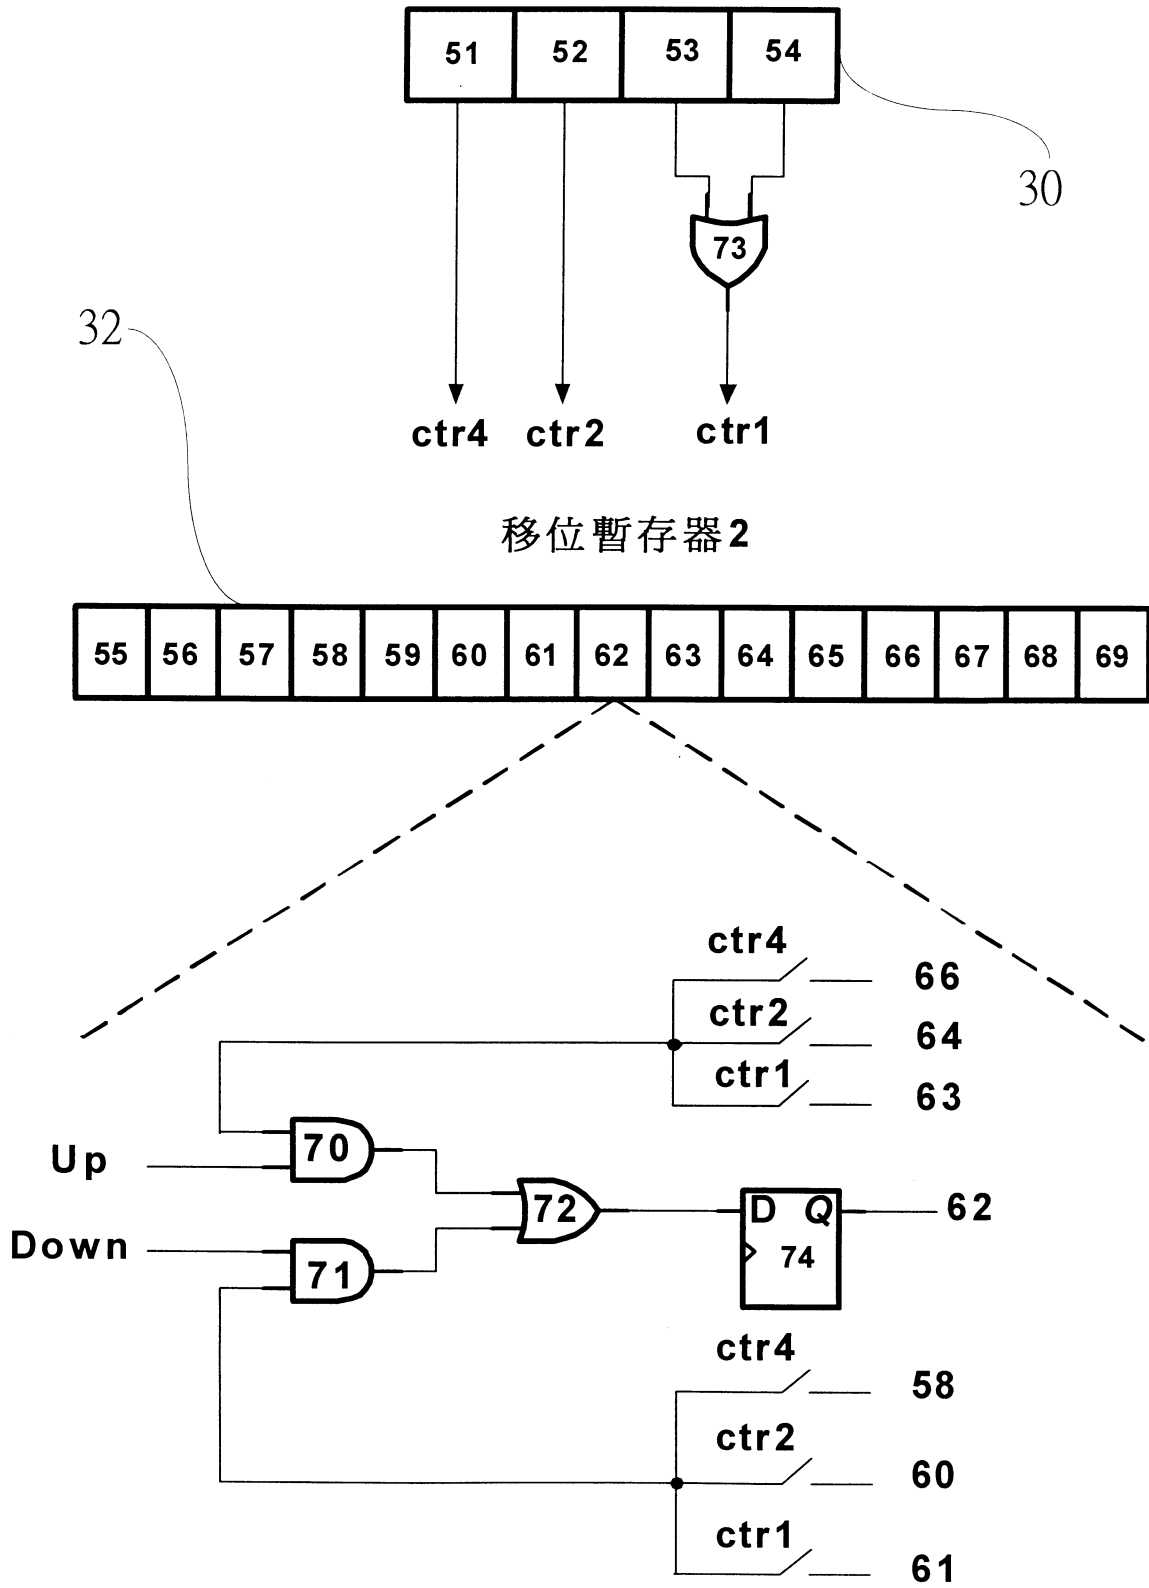 51 52 53 54
30
73
32
ctr4 ctr2 ctr1
移位暫存器2
55 56 57 58 59 60 61 62 63 64 65 66 67 68 69
ctr4 66
ctr2 64
ctr1 63
70
Up
72 D Q 62
Down
71 74
ctr4 58
ctr2 60
ctr1 61